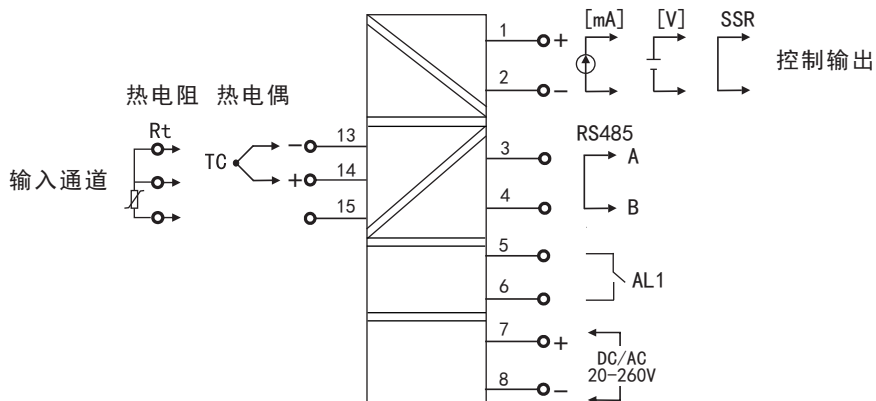 [mA] [V] SSR
1 +
控制输出
2 −
热电阻 热电偶
Rt
− 13
RS485
TC
3 A
输入通道
+ 14
4 B
15
5
AL1
6
7 +
DC/AC
20-260V
8 −